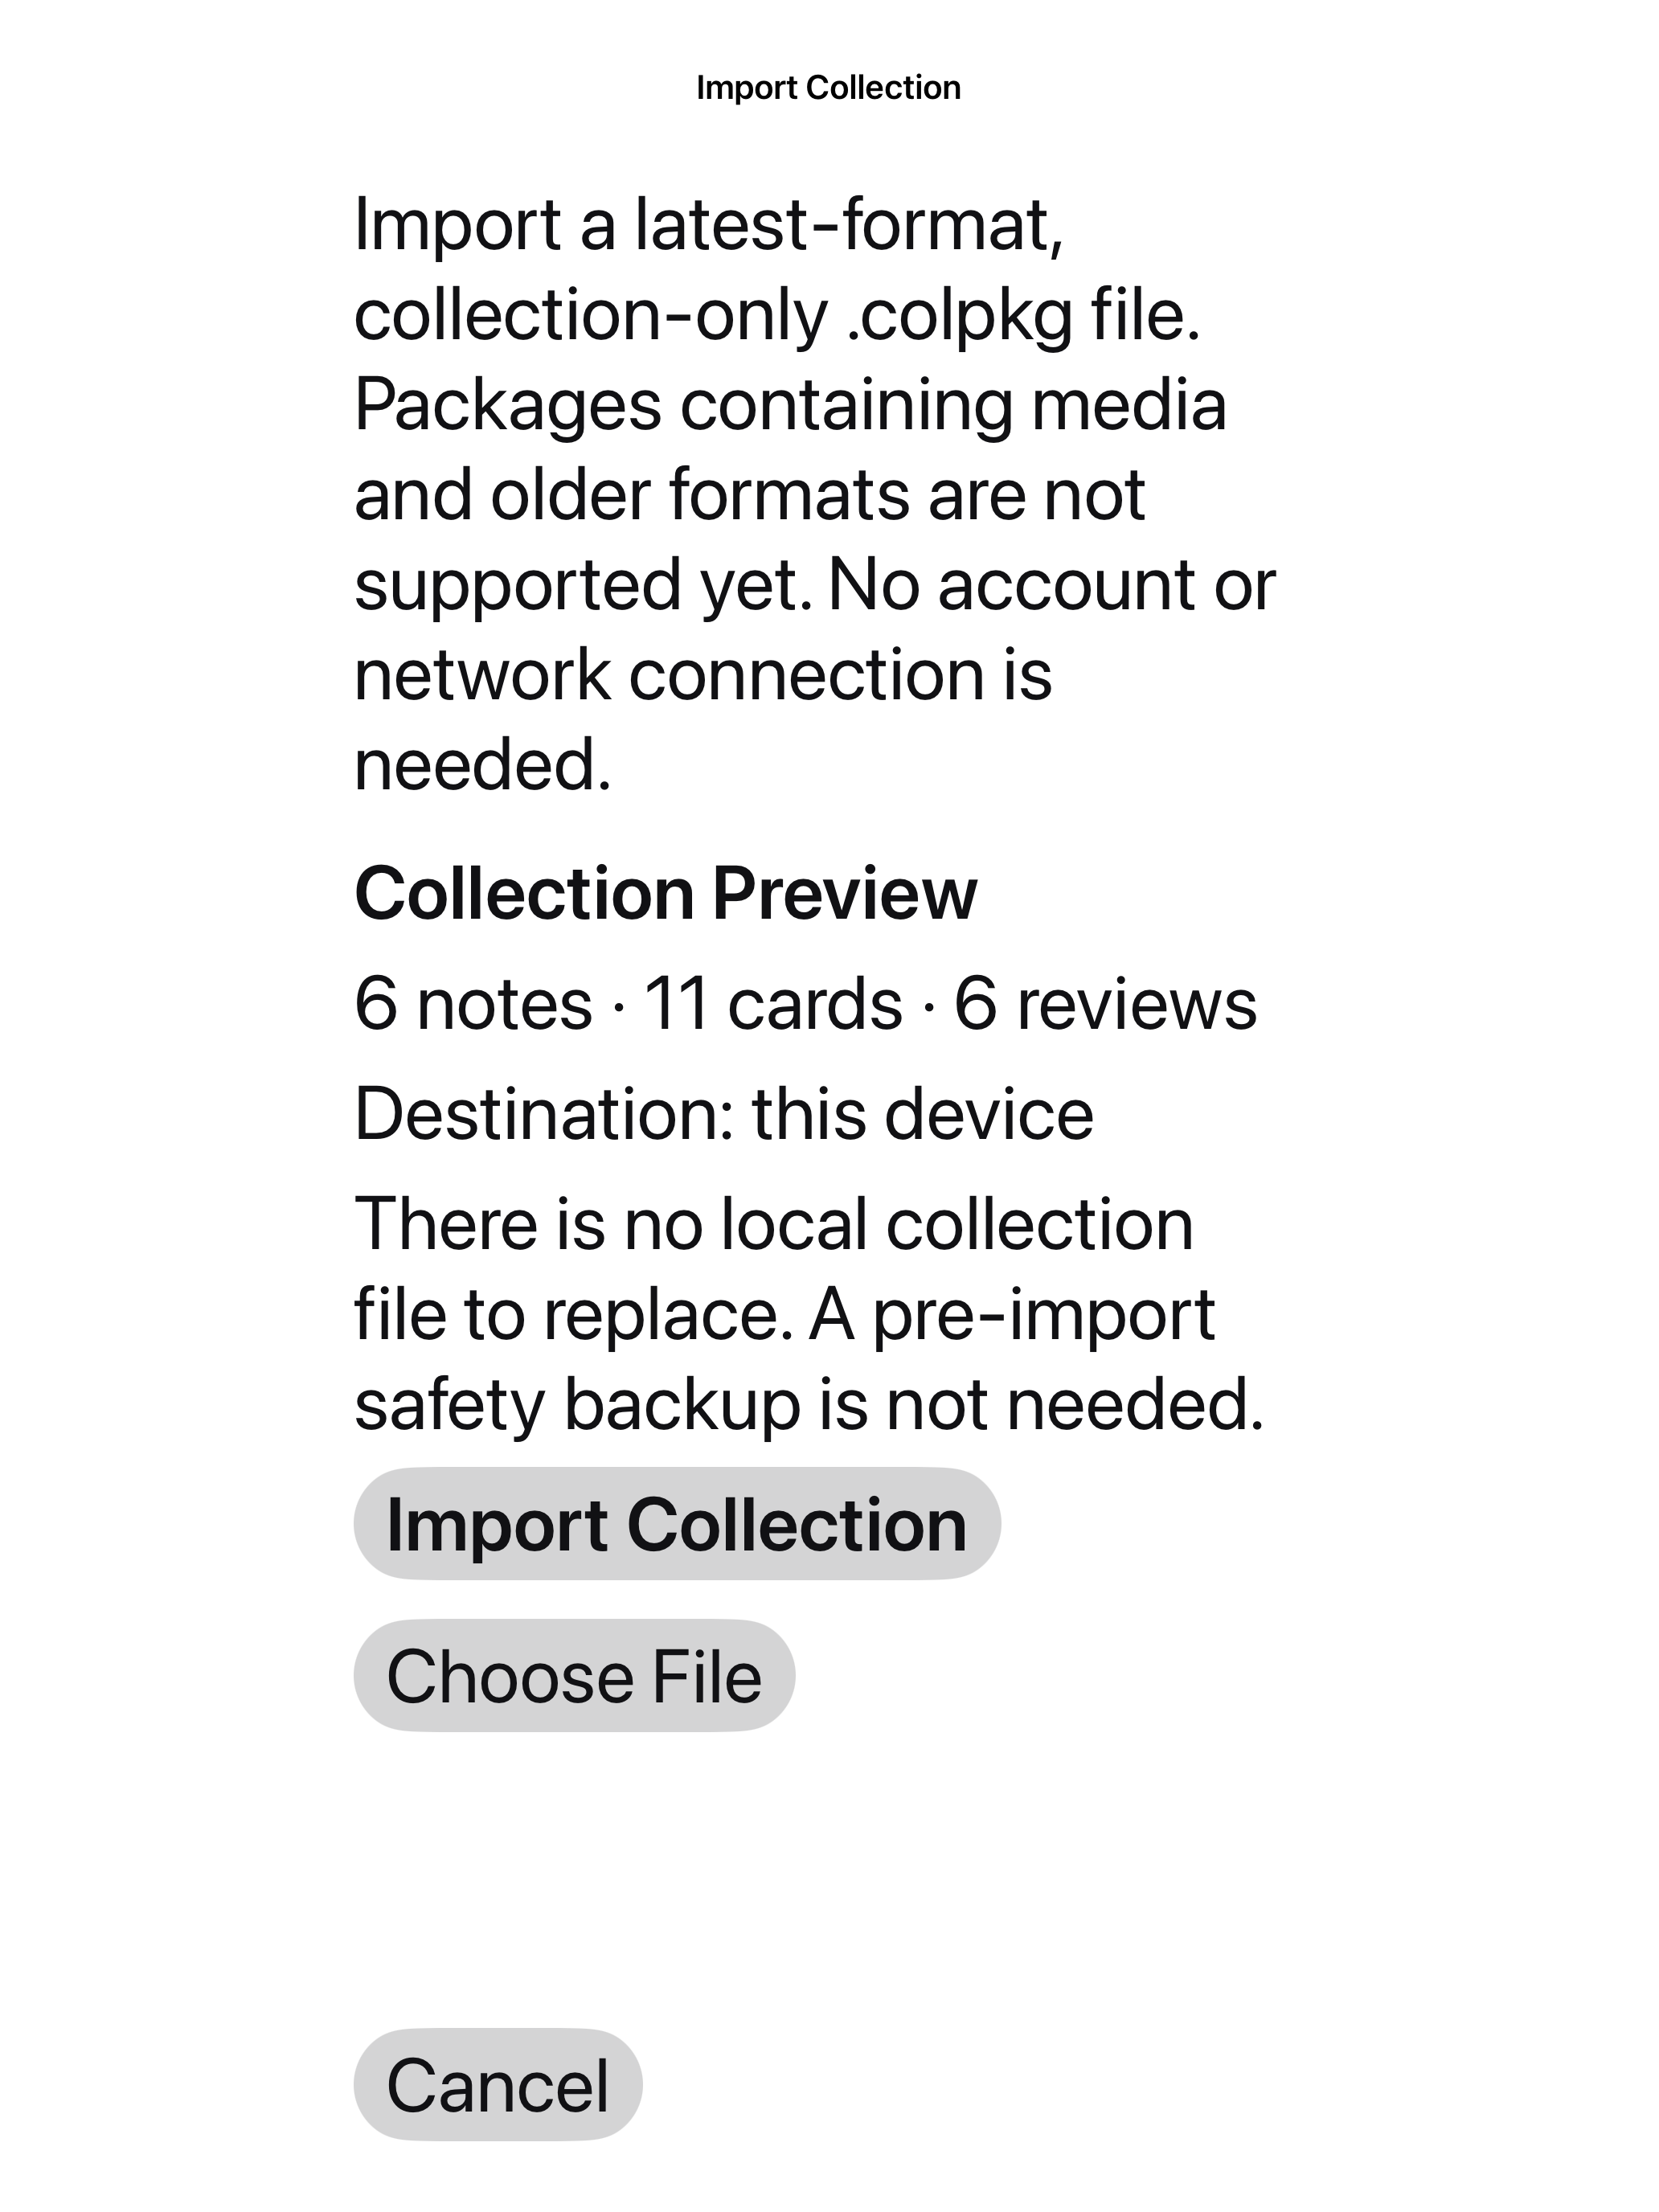 Import Collection
Import a latest-format,
collection-only .colpkg file.
Packages containing media
and older formats are not
supported yet. No account or
network connection is
needed.
Collection Preview
6 notes · 11 cards · 6 reviews
Destination: this device
There is no local collection
file to replace. A pre-import
safety backup is not needed.
Import Collection
Choose File
Cancel